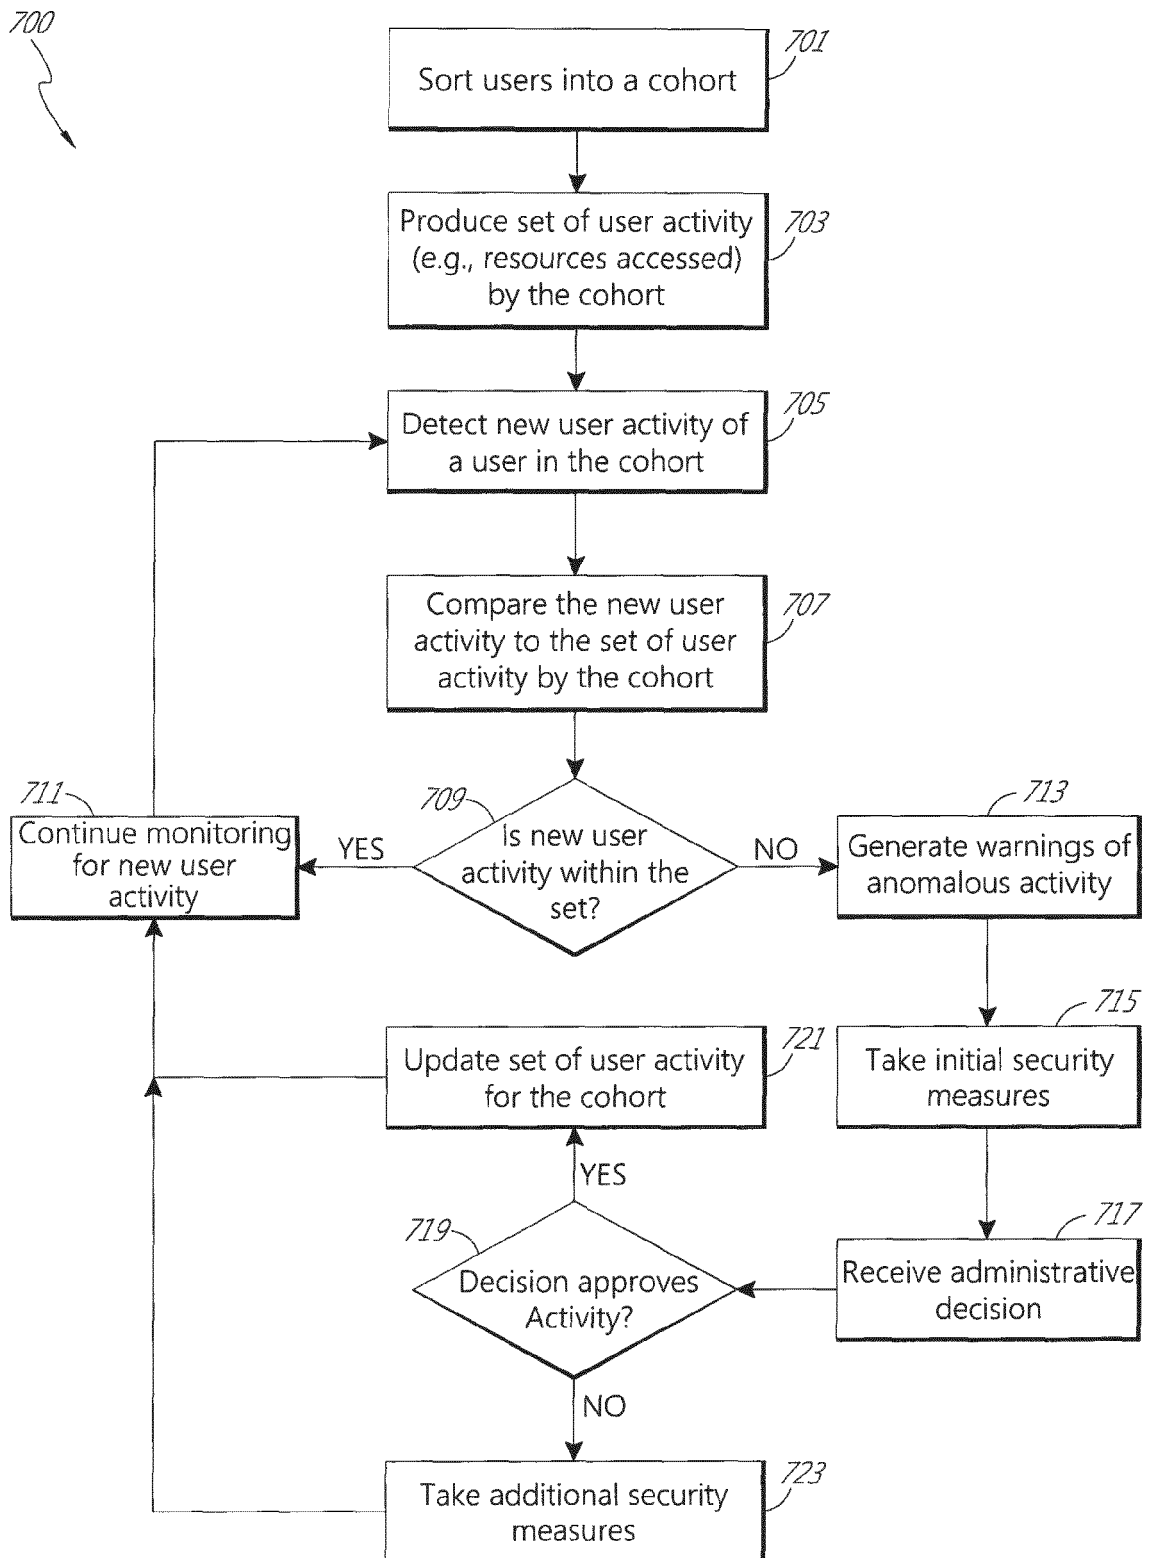 700
701
Sort users into a cohort
703
Produce set of user activity
(e.g., resources accessed)
by the cohort
705
Detect new user activity of
a user in the cohort
707
Compare the new user
activity to the set of user
activity by the cohort
711
Continue monitoring
for new user
activity
YES
709
Is new user
activity within the
set?
NO
713
Generate warnings of
anomalous activity
715
Take initial security
measures
721
Update set of user activity
for the cohort
YES
717
Receive administrative
decision
719
Decision approves
Activity?
NO
723
Take additional security
measures